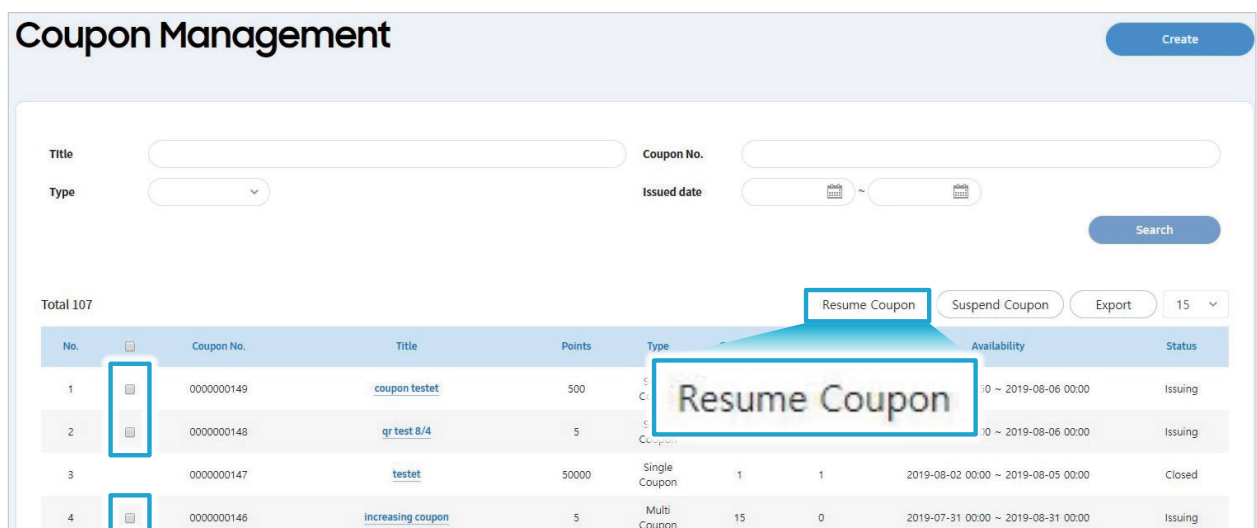 Coupon Management
Create
TItle
Coupon No.
Type
Issued date
~
Search
Total 107
Resume Coupon
Suspend Coupon
Export
15
No. Coupon No. Title Points Type Availability Status
Resume Coupon
1 0000000149 coupon testet 500 50 ~ 2019-08-06 00:00 Issuing
2 0000000148 qr test 8/4 5 Coupon 00 ~ 2019-08-06 00:00 Issuing
3 0000000147 testet 50000 Single Coupon 1 1 2019-08-02 00:00 ~ 2019-08-05 00:00 Closed
4 0000000146 increasing coupon 5 Multi Coupon 15 0 2019-07-31 00:00 ~ 2019-08-31 00:00 Issuing